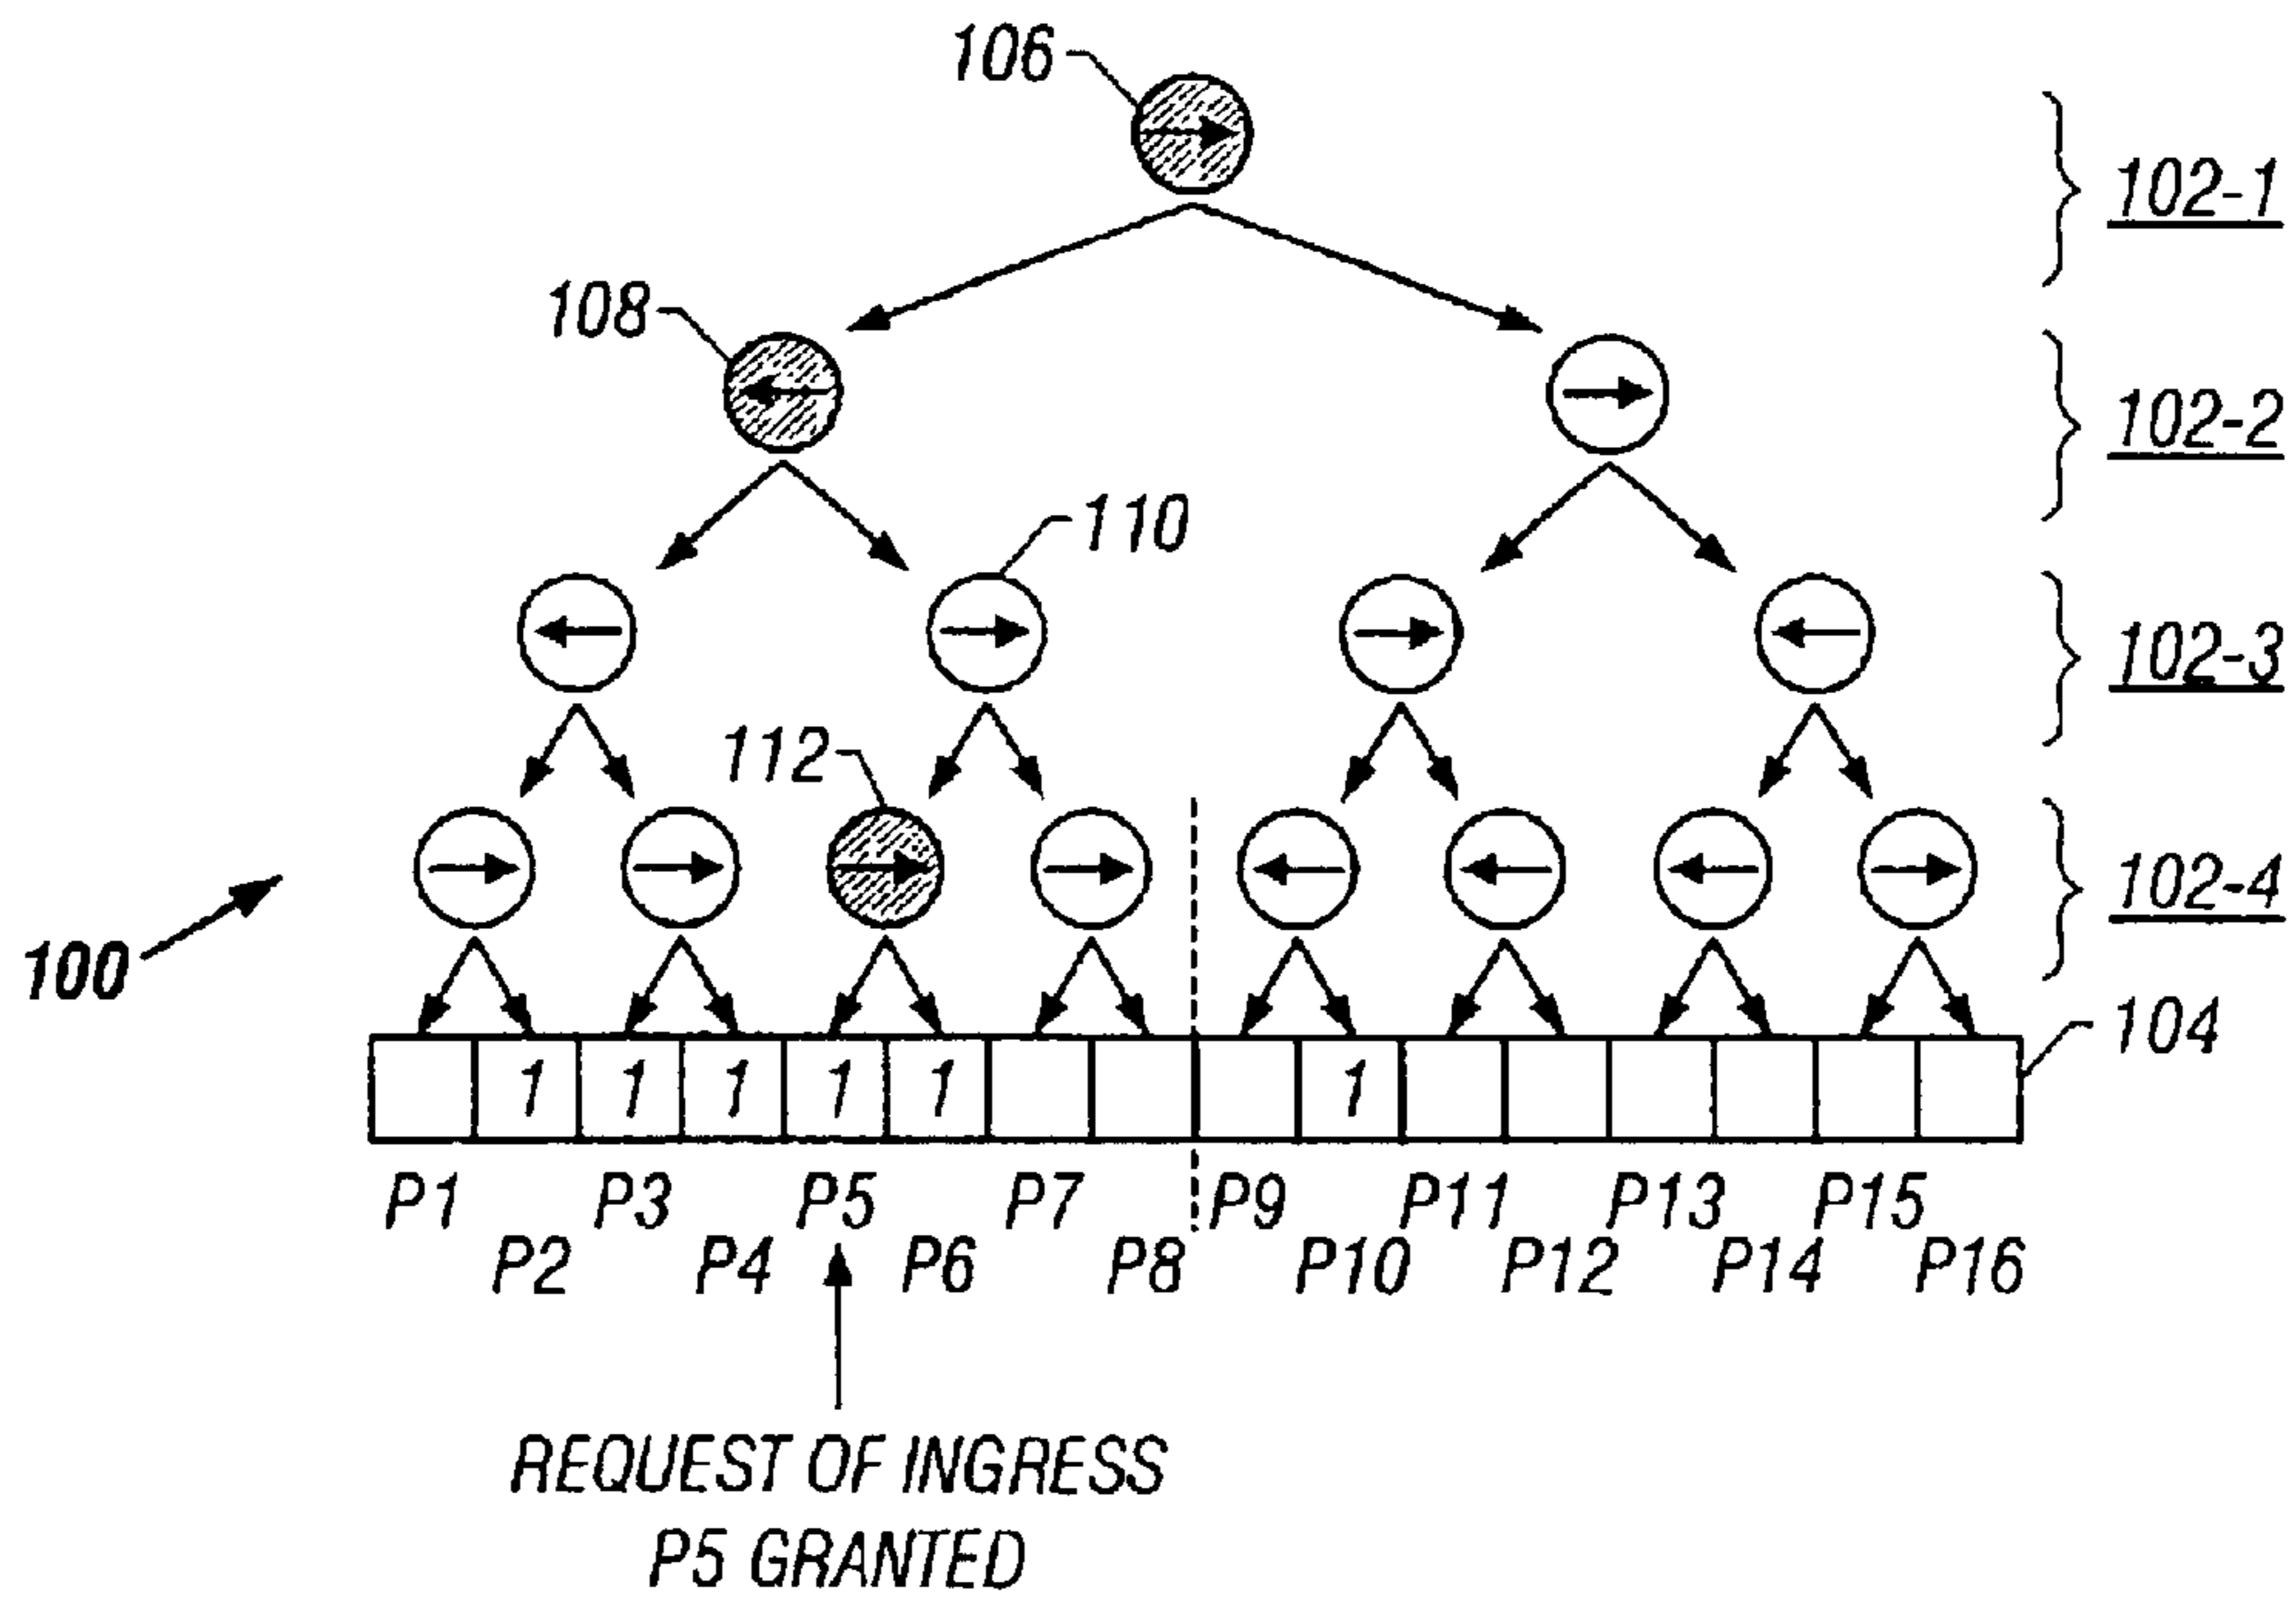 106
102-1
108
102-2
110
102-3
112
102-4
100
104
1 1 1 1 1 1
P1 P3 P5 P7 P9 P11 P13 P15
P2 P4 P6 P8 P10 P12 P14 P16
REQUEST OF INGRESS
P5 GRANTED